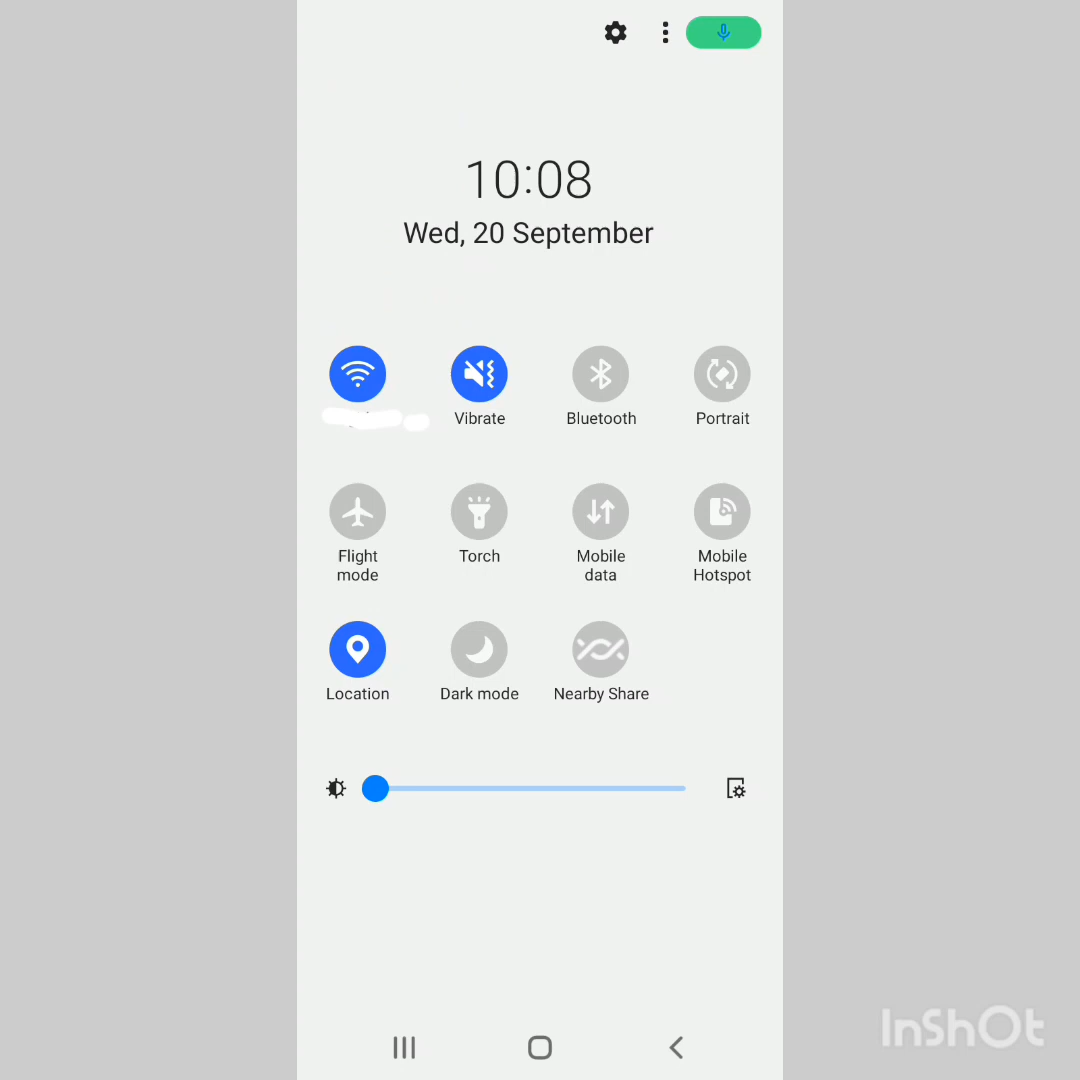 10:08
Wed, 20 September
Vibrate
Bluetooth
Portrait
Flight
mode
Torch
Mobile
data
Mobile
Hotspot
Location
Dark mode
Nearby Share
InShOt